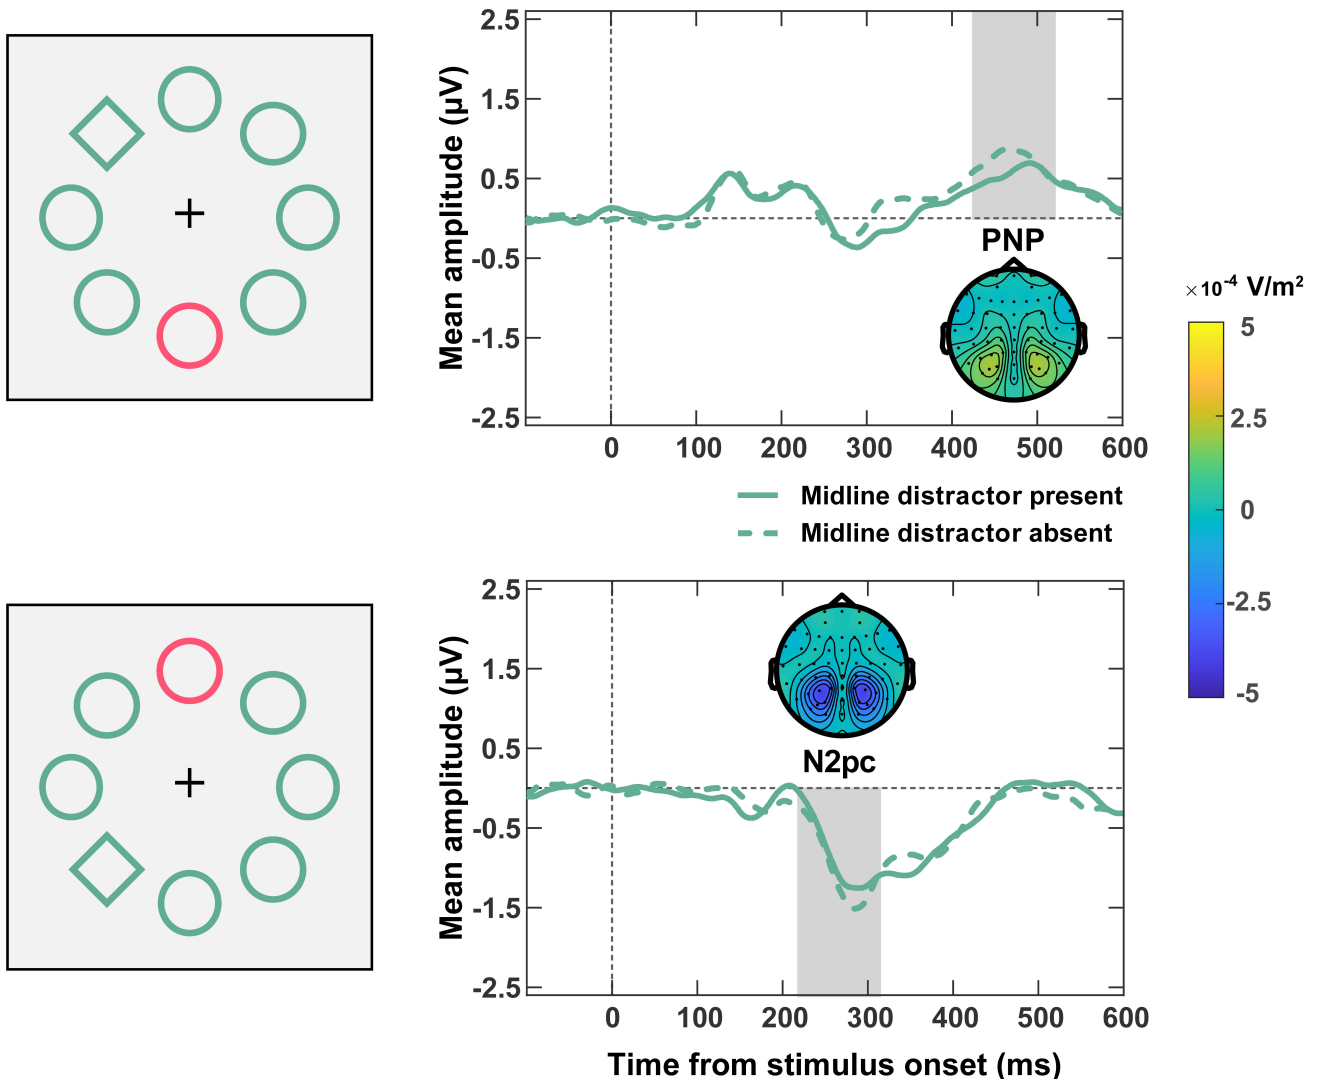 2.5
1.5
0.5
-0.5
-1.5
-2.5
Mean amplitude (µV)
PNP
0 100 200 300 400 500 600
Midline distractor present
Midline distractor absent
×10-4 V/m2
5
2.5
0
-2.5
-5
2.5
1.5
0.5
-0.5
-1.5
-2.5
Mean amplitude (µV)
N2pc
0 100 200 300 400 500 600
Time from stimulus onset (ms)